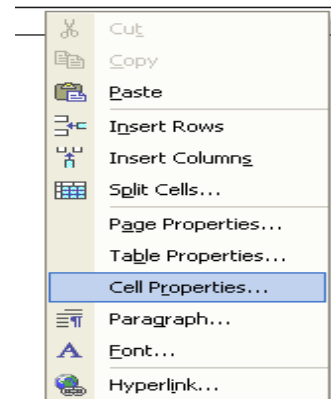 Cut
Copy
Paste
Insert Rows
Insert Columns
Split Cells...
Page Properties...
Table Properties...
Cell Properties...
Paragraph...
Font...
Hyperlink...